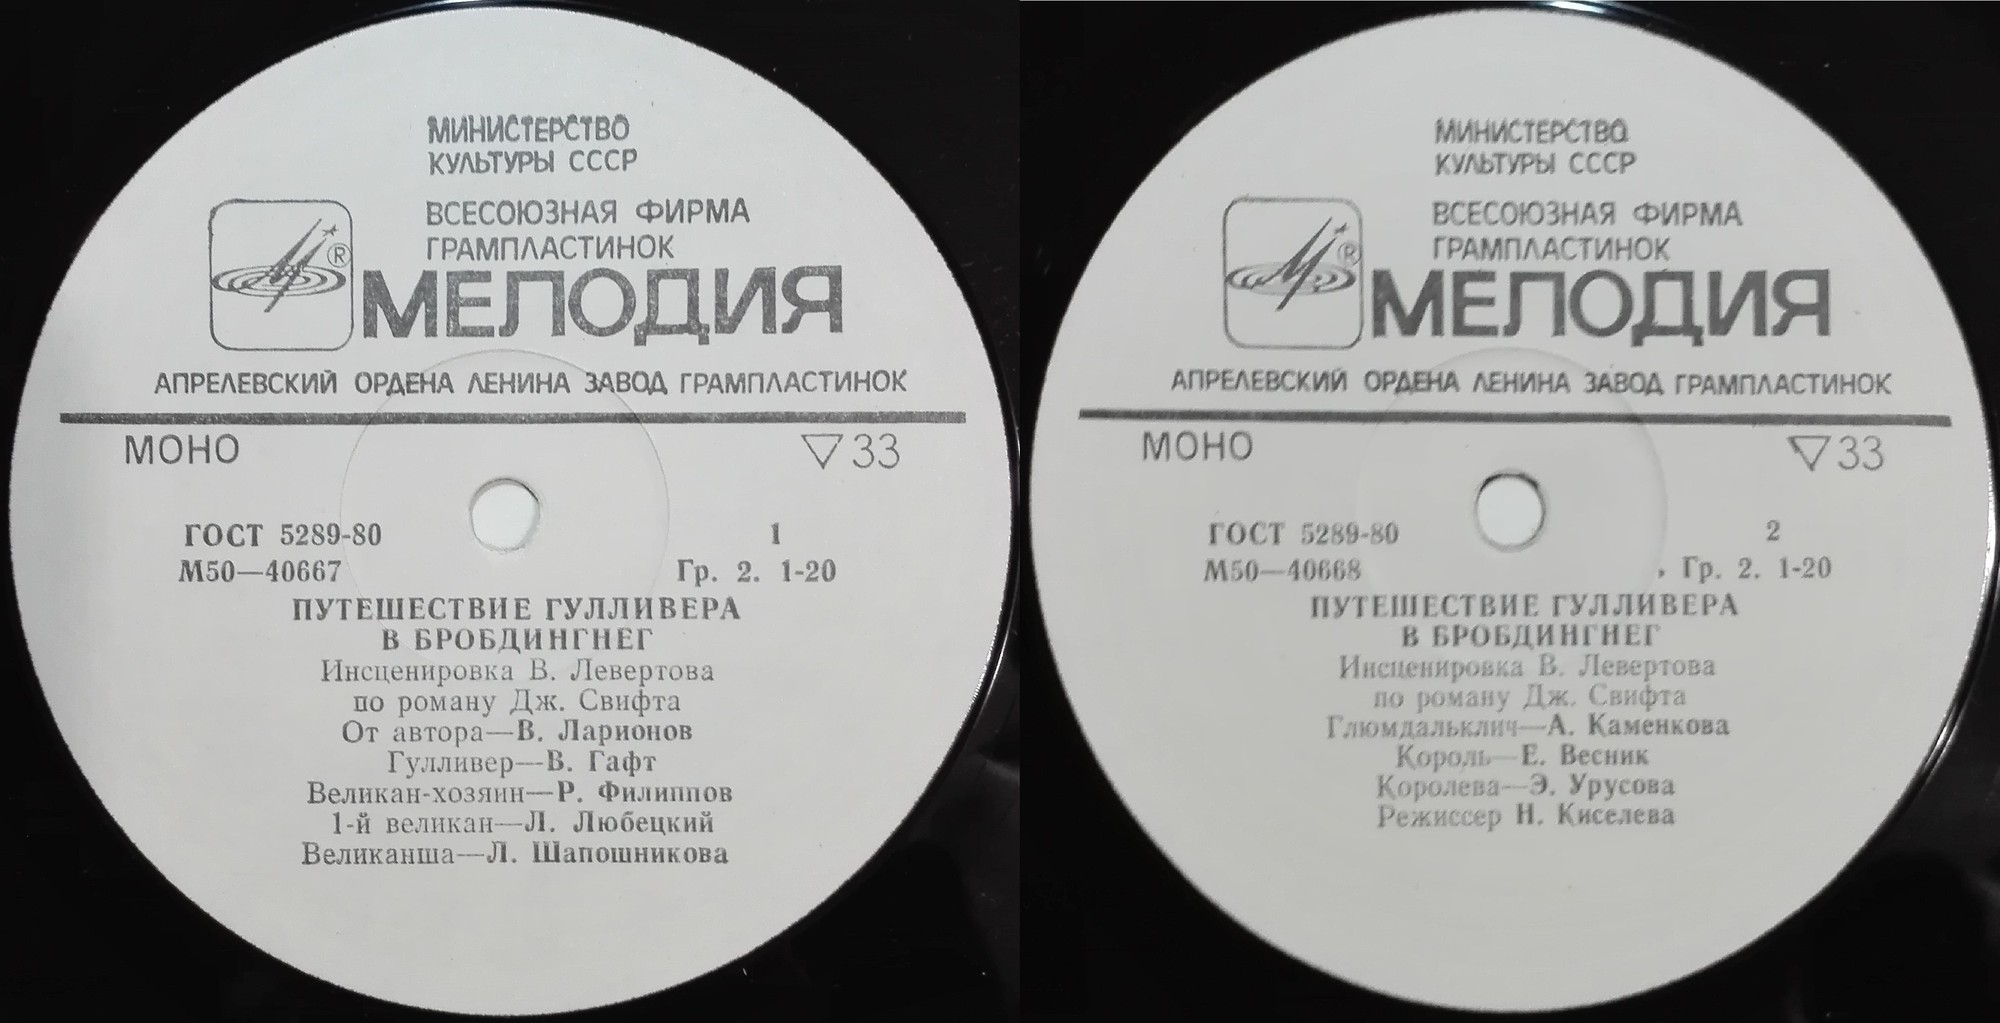 МИНИСТЕРСТВО
КУЛЬТУРЫ СССР
ВСЕСОЮЗНАЯ ФИРМА
ГРАМПЛАСТИНОК
®
МЕЛОДИЯ
АПРЕЛЕВСКИЙ ОРДЕНА ЛЕНИНА ЗАВОД ГРАМПЛАСТИНОК
МОНО ▽33
ГОСТ 5289-80 1
М50—40667 Гр. 2. 1-20
ПУТЕШЕСТВИЕ ГУЛЛИВЕРА
В БРОБДИНГНЕГ
Инсценировка В. Левертова
по роману Дж. Свифта
От автора—В. Ларионов
Гулливер—В. Гафт
Великан-хозяин—Р. Филиппов
1-й великан—Л. Любецкий
Великанша—Л. Шапошникова
МИНИСТЕРСТВО
КУЛЬТУРЫ СССР
ВСЕСОЮЗНАЯ ФИРМА
ГРАМПЛАСТИНОК
®
МЕЛОДИЯ
АПРЕЛЕВСКИЙ ОРДЕНА ЛЕНИНА ЗАВОД ГРАМПЛАСТИНОК
МОНО ▽33
ГОСТ 5289-80 2
М50—40668 Гр. 2. 1-20
ПУТЕШЕСТВИЕ ГУЛЛИВЕРА
В БРОБДИНГНЕГ
Инсценировка В. Левертова
по роману Дж. Свифта
Глюмдальклич—А. Каменкова
Король—Е. Весник
Королева—Э. Урусова
Режиссер Н. Киселева